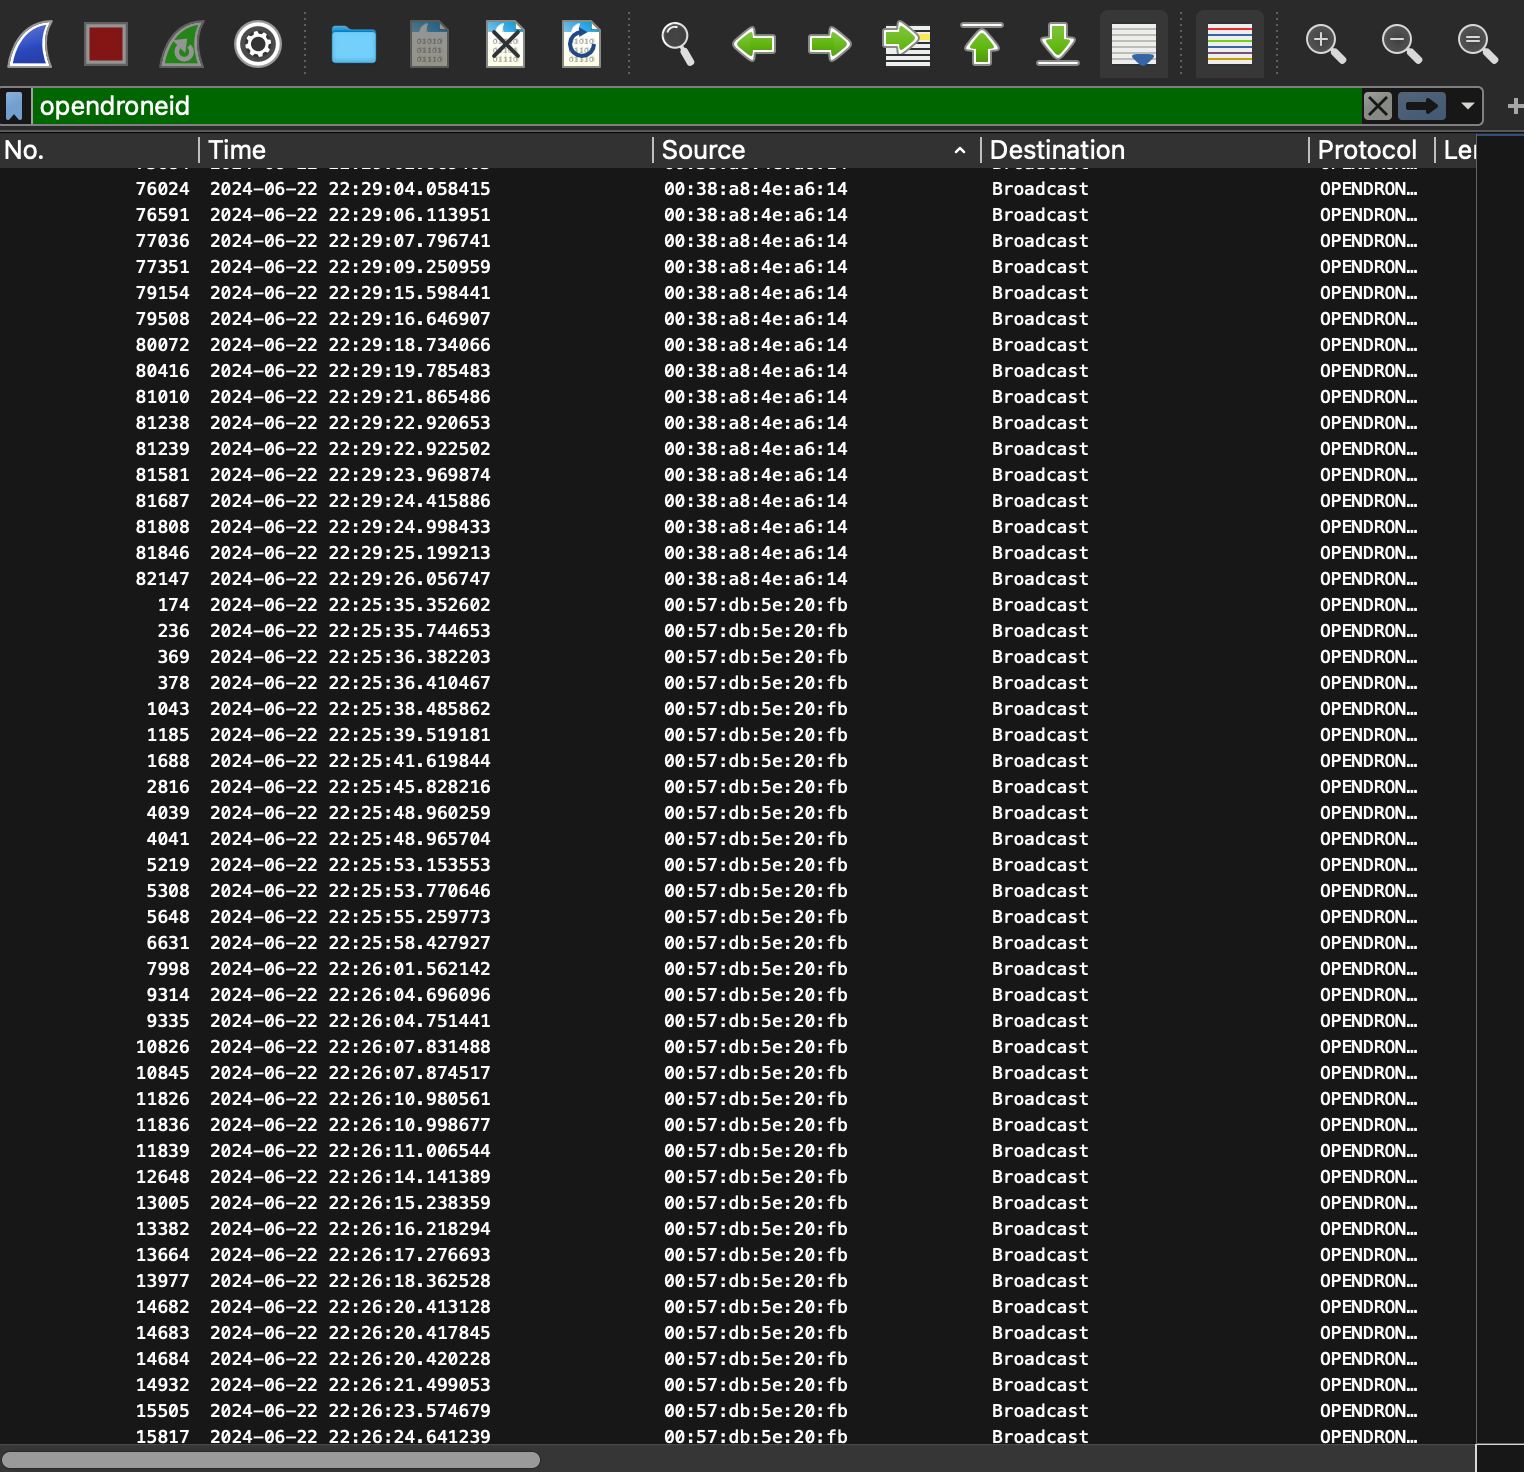 opendroneid
No. Time Source Destination Protocol Ler
76024 2024-06-22 22:29:04.058415 00:38:a8:4e:a6:14 Broadcast OPENDRON…
76591 2024-06-22 22:29:06.113951 00:38:a8:4e:a6:14 Broadcast OPENDRON…
77036 2024-06-22 22:29:07.796741 00:38:a8:4e:a6:14 Broadcast OPENDRON…
77351 2024-06-22 22:29:09.250959 00:38:a8:4e:a6:14 Broadcast OPENDRON…
79154 2024-06-22 22:29:15.598441 00:38:a8:4e:a6:14 Broadcast OPENDRON…
79508 2024-06-22 22:29:16.646907 00:38:a8:4e:a6:14 Broadcast OPENDRON…
80072 2024-06-22 22:29:18.734066 00:38:a8:4e:a6:14 Broadcast OPENDRON…
80416 2024-06-22 22:29:19.785483 00:38:a8:4e:a6:14 Broadcast OPENDRON…
81010 2024-06-22 22:29:21.865486 00:38:a8:4e:a6:14 Broadcast OPENDRON…
81238 2024-06-22 22:29:22.920653 00:38:a8:4e:a6:14 Broadcast OPENDRON…
81239 2024-06-22 22:29:22.922502 00:38:a8:4e:a6:14 Broadcast OPENDRON…
81581 2024-06-22 22:29:23.969874 00:38:a8:4e:a6:14 Broadcast OPENDRON…
81687 2024-06-22 22:29:24.415886 00:38:a8:4e:a6:14 Broadcast OPENDRON…
81808 2024-06-22 22:29:24.998433 00:38:a8:4e:a6:14 Broadcast OPENDRON…
81846 2024-06-22 22:29:25.199213 00:38:a8:4e:a6:14 Broadcast OPENDRON…
82147 2024-06-22 22:29:26.056747 00:38:a8:4e:a6:14 Broadcast OPENDRON…
174 2024-06-22 22:25:35.352602 00:57:db:5e:20:fb Broadcast OPENDRON…
236 2024-06-22 22:25:35.744653 00:57:db:5e:20:fb Broadcast OPENDRON…
369 2024-06-22 22:25:36.382203 00:57:db:5e:20:fb Broadcast OPENDRON…
378 2024-06-22 22:25:36.410467 00:57:db:5e:20:fb Broadcast OPENDRON…
1043 2024-06-22 22:25:38.485862 00:57:db:5e:20:fb Broadcast OPENDRON…
1185 2024-06-22 22:25:39.519181 00:57:db:5e:20:fb Broadcast OPENDRON…
1688 2024-06-22 22:25:41.619844 00:57:db:5e:20:fb Broadcast OPENDRON…
2816 2024-06-22 22:25:45.828216 00:57:db:5e:20:fb Broadcast OPENDRON…
4039 2024-06-22 22:25:48.960259 00:57:db:5e:20:fb Broadcast OPENDRON…
4041 2024-06-22 22:25:48.965704 00:57:db:5e:20:fb Broadcast OPENDRON…
5219 2024-06-22 22:25:53.153553 00:57:db:5e:20:fb Broadcast OPENDRON…
5308 2024-06-22 22:25:53.770646 00:57:db:5e:20:fb Broadcast OPENDRON…
5648 2024-06-22 22:25:55.259773 00:57:db:5e:20:fb Broadcast OPENDRON…
6631 2024-06-22 22:25:58.427927 00:57:db:5e:20:fb Broadcast OPENDRON…
7998 2024-06-22 22:26:01.562142 00:57:db:5e:20:fb Broadcast OPENDRON…
9314 2024-06-22 22:26:04.696096 00:57:db:5e:20:fb Broadcast OPENDRON…
9335 2024-06-22 22:26:04.751441 00:57:db:5e:20:fb Broadcast OPENDRON…
10826 2024-06-22 22:26:07.831488 00:57:db:5e:20:fb Broadcast OPENDRON…
10845 2024-06-22 22:26:07.874517 00:57:db:5e:20:fb Broadcast OPENDRON…
11826 2024-06-22 22:26:10.980561 00:57:db:5e:20:fb Broadcast OPENDRON…
11836 2024-06-22 22:26:10.998677 00:57:db:5e:20:fb Broadcast OPENDRON…
11839 2024-06-22 22:26:11.006544 00:57:db:5e:20:fb Broadcast OPENDRON…
12648 2024-06-22 22:26:14.141389 00:57:db:5e:20:fb Broadcast OPENDRON…
13005 2024-06-22 22:26:15.238359 00:57:db:5e:20:fb Broadcast OPENDRON…
13382 2024-06-22 22:26:16.218294 00:57:db:5e:20:fb Broadcast OPENDRON…
13664 2024-06-22 22:26:17.276693 00:57:db:5e:20:fb Broadcast OPENDRON…
13977 2024-06-22 22:26:18.362528 00:57:db:5e:20:fb Broadcast OPENDRON…
14682 2024-06-22 22:26:20.413128 00:57:db:5e:20:fb Broadcast OPENDRON…
14683 2024-06-22 22:26:20.417845 00:57:db:5e:20:fb Broadcast OPENDRON…
14684 2024-06-22 22:26:20.420228 00:57:db:5e:20:fb Broadcast OPENDRON…
14932 2024-06-22 22:26:21.499053 00:57:db:5e:20:fb Broadcast OPENDRON…
15505 2024-06-22 22:26:23.574679 00:57:db:5e:20:fb Broadcast OPENDRON…
15817 2024-06-22 22:26:24.641239 00:57:db:5e:20:fb Broadcast OPENDRON…